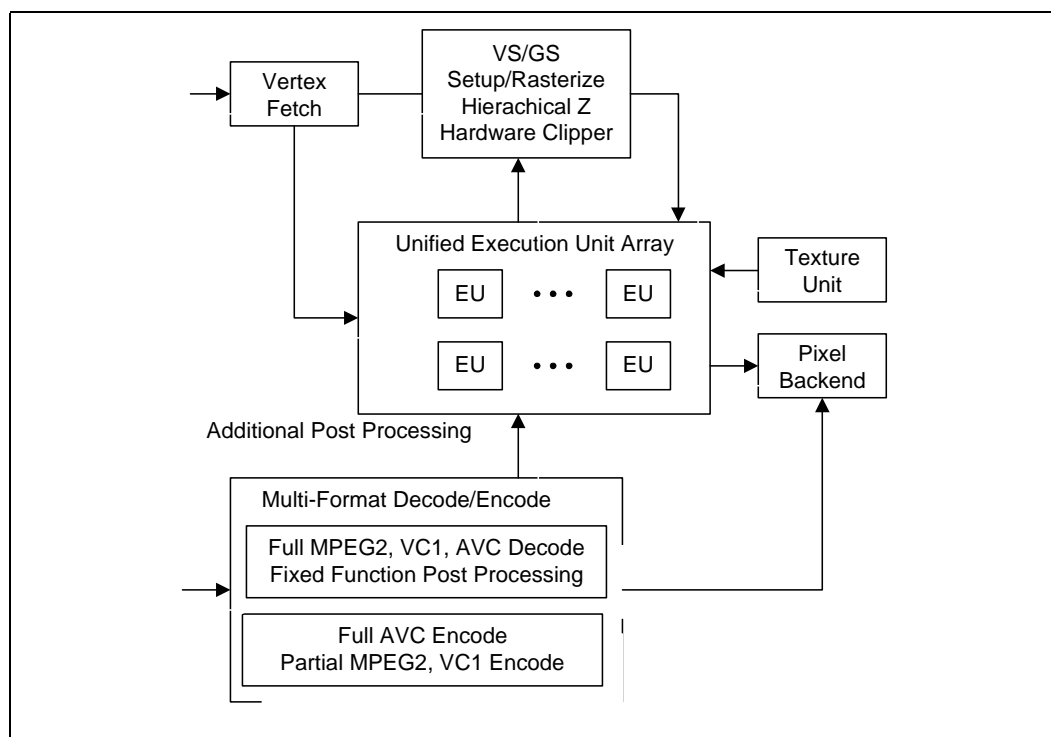 Vertex
Fetch
VS/GS
Setup/Rasterize
Hierachical Z
Hardware Clipper
Unified Execution Unit Array
EU • • • EU
EU • • • EU
Texture
Unit
Pixel
Backend
Additional Post Processing
Multi-Format Decode/Encode
Full MPEG2, VC1, AVC Decode
Fixed Function Post Processing
Full AVC Encode
Partial MPEG2, VC1 Encode